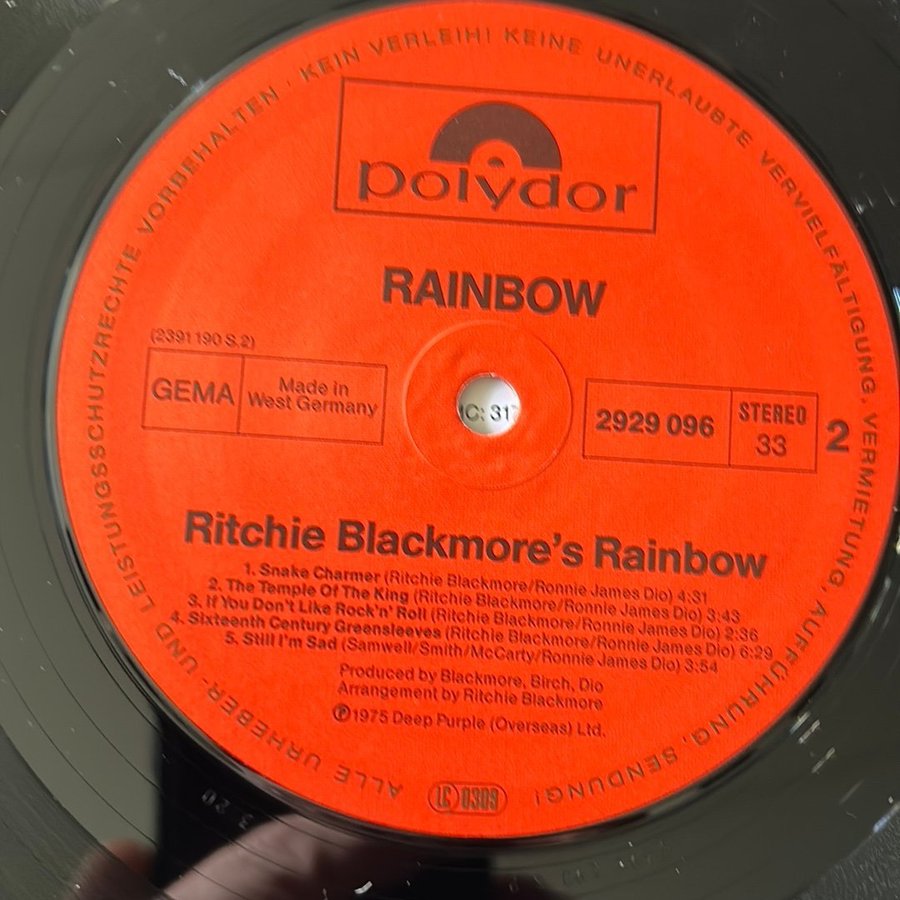 ALLE URHEBER- UND LEISTUNGSSCHUTZRECHTE VORBEHALTEN · KEIN VERLEIH! KEINE UNERLAUBTE VERVIELFÄLTIGUNG, VERMIETUNG, AUFFÜHRUNG, SENDUNG!
polydor
RAINBOW
(2391 190 S.2)
GEMA
Made in
West Germany
2929 096
STEREO
33
2
Ritchie Blackmore's Rainbow
1. Snake Charmer (Ritchie Blackmore/Ronnie James Dio) 4:31
2. The Temple Of The King (Ritchie Blackmore/Ronnie James Dio) 3:43
3. If You Don't Like Rock'n' Roll (Ritchie Blackmore/Ronnie James Dio) 2:36
4. Sixteenth Century Greensleeves (Ritchie Blackmore/Ronnie James Dio) 6:29
5. Still I'm Sad (Samwell/Smith/McCarty/Ronnie James Dio) 3:54
Produced by Blackmore, Birch, Dio
Arrangement by Ritchie Blackmore
℗1975 Deep Purple (Overseas) Ltd.
LC 0309